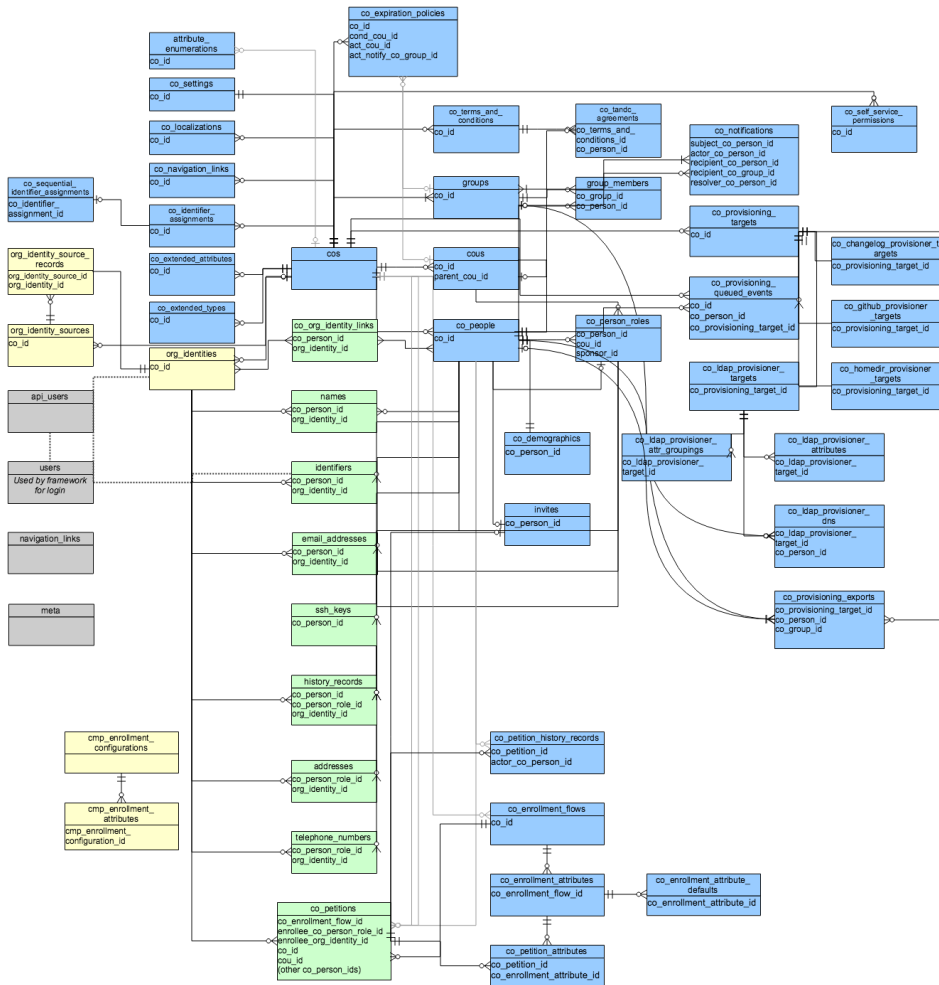 co_expiration_policies
co_id
cond_cou_id
act_cou_id
act_notify_co_group_id
attribute_
enumerations
co_id
co_settings
co_id
co_localizations
co_id
co_navigation_links
co_id
co_sequential_
identifier_assignments
co_identifier_
assignment_id
co_identifier_
assignments
co_id
co_terms_and_
conditions
co_id
co_tandc_
agreements
co_terms_and_
conditions_id
co_person_id
co_self_service_
permissions
co_id
co_notifications
subject_co_person_id
actor_co_person_id
recipient_co_person_id
recipient_co_group_id
resolver_co_person_id
groups
co_id
group_members
co_group_id
co_person_id
co_provisioning_
targets
co_id
org_identity_source_
records
org_identity_source_id
org_identity_id
co_extended_attributes
co_id
cos
cous
co_id
parent_cou_id
co_changelog_provisioner_t
argets
co_provisioning_target_id
co_provisioning_
queued_events
co_id
co_person_id
co_provisioning_target_id
co_github_provisioner_
targets
co_provisioning_target_id
org_identity_sources
co_id
co_extended_types
co_id
co_org_identity_links
co_person_id
org_identity_id
co_people
co_id
co_person_roles
co_person_id
cou_id
sponsor_id
org_identities
co_ldap_provisioner_
targets
co_provisioning_target_id
co_homedir_provisioner
_targets
co_provisioning_target_id
api_users
names
co_person_id
org_identity_id
co_demographics
co_person_id
co_ldap_provisioner_
attr_groupings
co_ldap_provisioner_
target_id
co_ldap_provisioner_
attributes
co_ldap_provisioner_
target_id
users
Used by framework
for login
identifiers
co_person_id
org_identity_id
invites
co_person_id
co_ldap_provisioner_
dns
co_ldap_provisioner_
target_id
co_person_id
navigation_links
email_addresses
co_person_id
org_identity_id
meta
ssh_keys
co_person_id
co_provisioning_exports
co_provisioning_target_id
co_person_id
co_group_id
history_records
co_person_id
co_person_role_id
org_identity_id
cmp_enrollment_
configurations
co_petition_history_records
co_petition_id
actor_co_person_id
addresses
co_person_role_id
org_identity_id
cmp_enrollment_
attributes
cmp_enrollment_
configuration_id
co_enrollment_flows
co_id
telephone_numbers
co_person_role_id
org_identity_id
co_enrollment_attributes
co_enrollment_flow_id
co_enrollment_attribute_
defaults
co_enrollment_attribute_id
co_petitions
co_enrollment_flow_id
enrollee_co_person_role_id
enrollee_org_identity_id
co_id
cou_id
(other co_person_ids)
co_petition_attributes
co_petition_id
co_enrollment_attribute_id